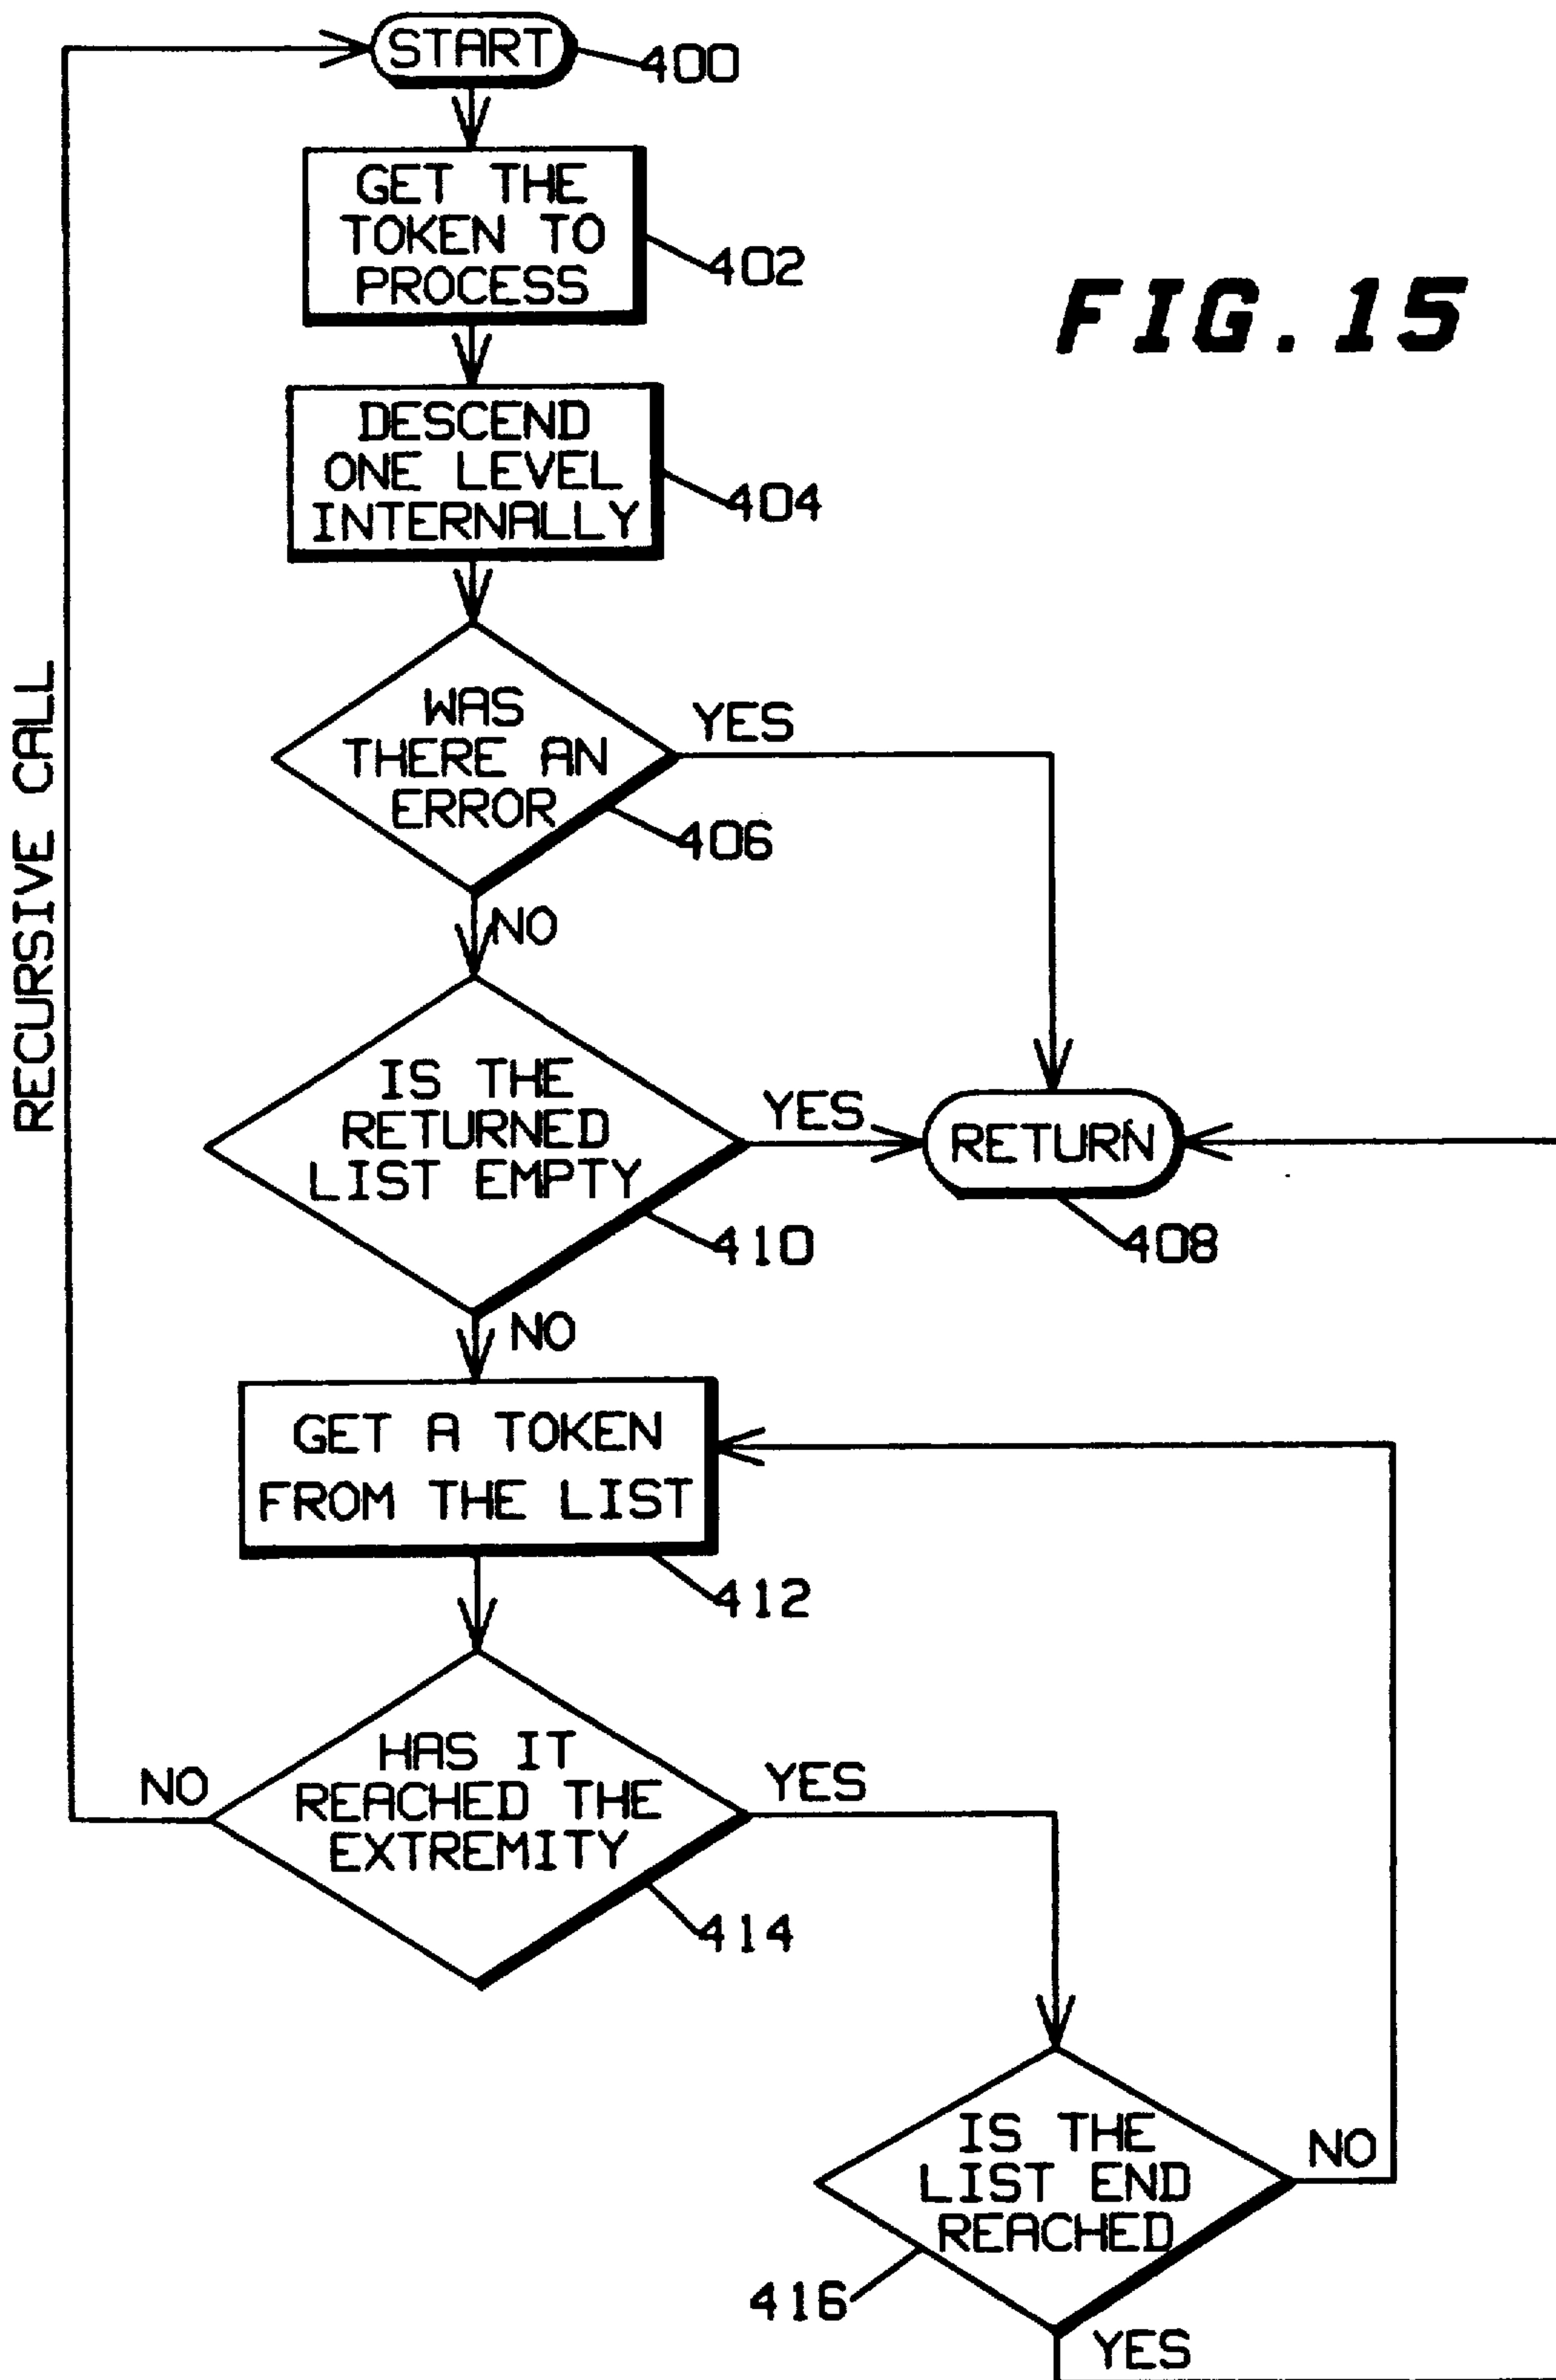 START
400
GET THE
TOKEN TO
PROCESS
402
FIG. 15
DESCEND
ONE LEVEL
INTERNALLY
404
WAS
THERE AN
ERROR
YES
406
NO
RECURSIVE CALL
IS THE
RETURNED
LIST EMPTY
YES
RETURN
410
408
NO
GET A TOKEN
FROM THE LIST
412
HAS IT
REACHED THE
EXTREMITY
NO
YES
414
IS THE
LIST END
REACHED
NO
416
YES